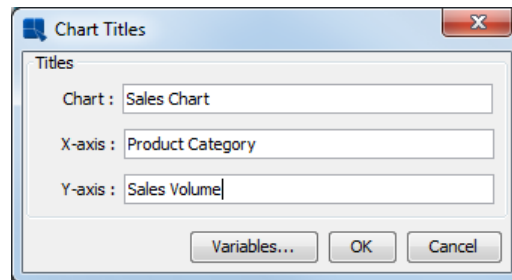 Chart Titles
Titles
Chart : Sales Chart
X-axis : Product Category
Y-axis : Sales Volume
Variables... OK Cancel